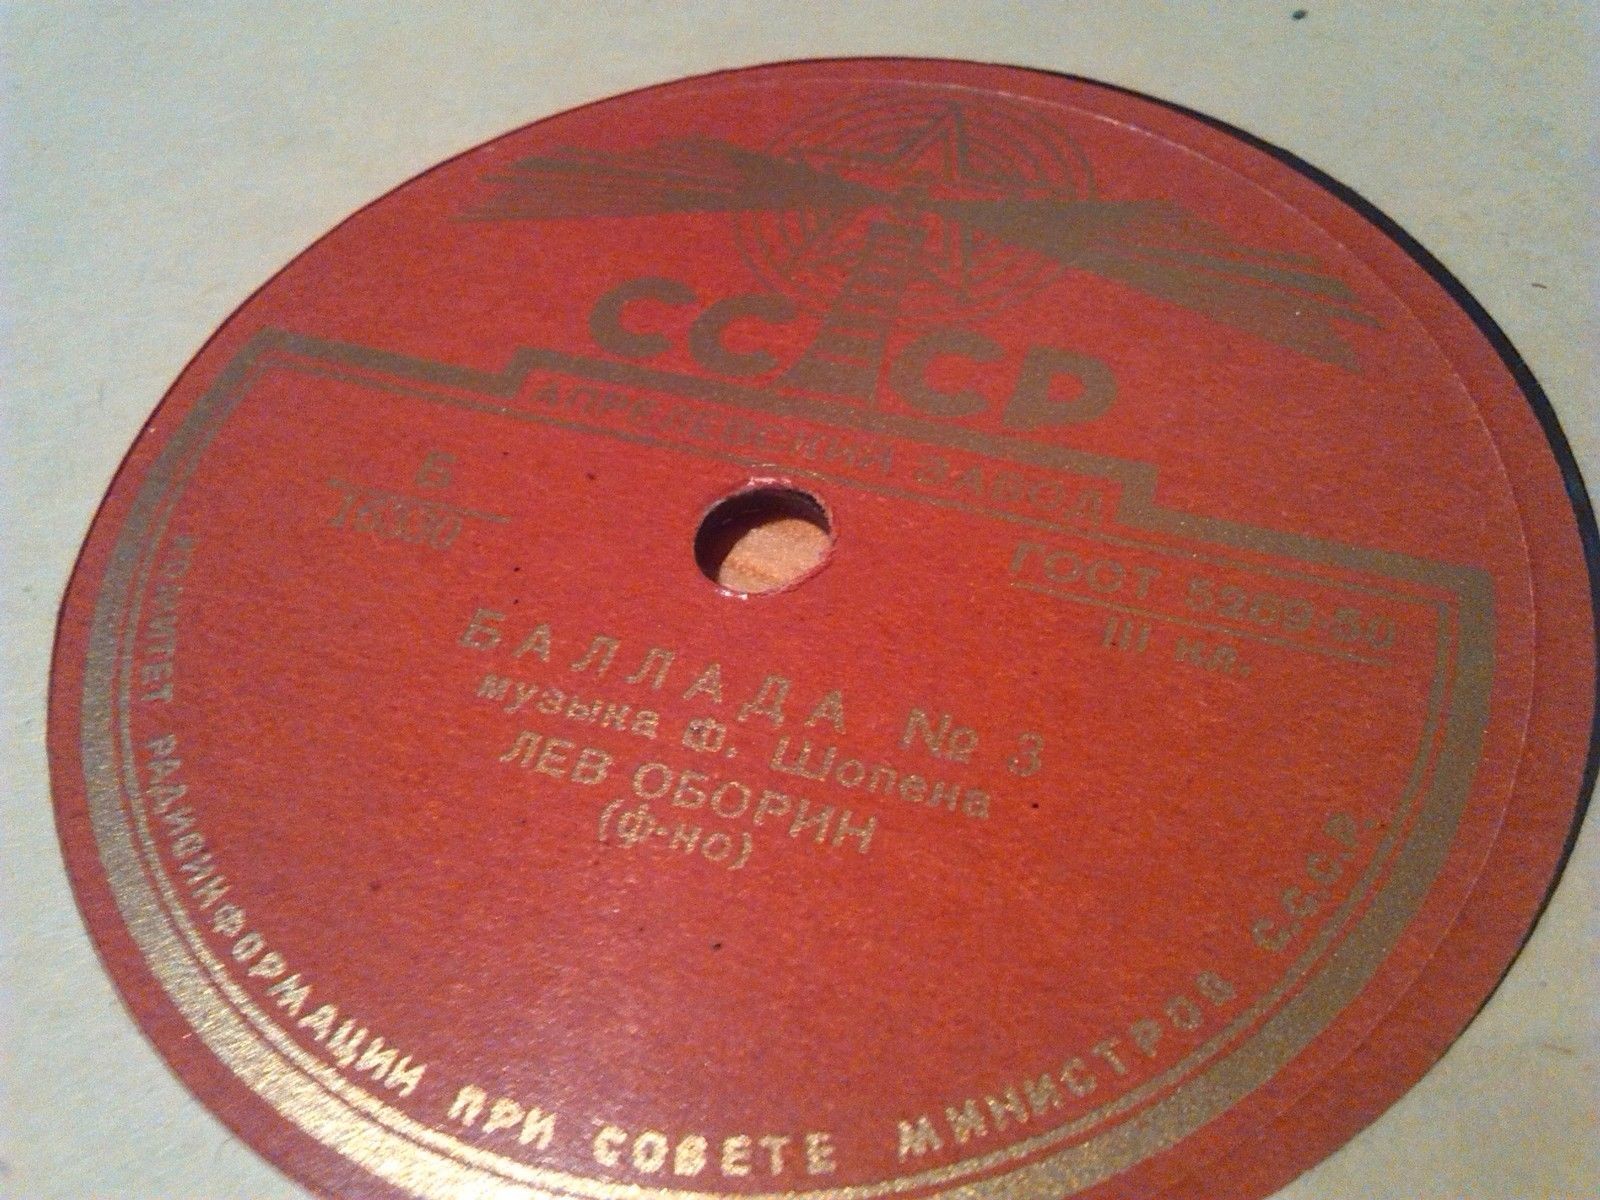 СССР
АПРЕЛЕВСКИЙ ЗАВОД
Б
ГОСТ 5289-50
III кл.
БАЛЛАДА № 3
музыка Ф. Шопена
ЛЕВ ОБОРИН
(ф-но)
КОМИТЕТ РАДИОИНФОРМАЦИИ ПРИ СОВЕТЕ МИНИСТРОВ С.С.С.Р.